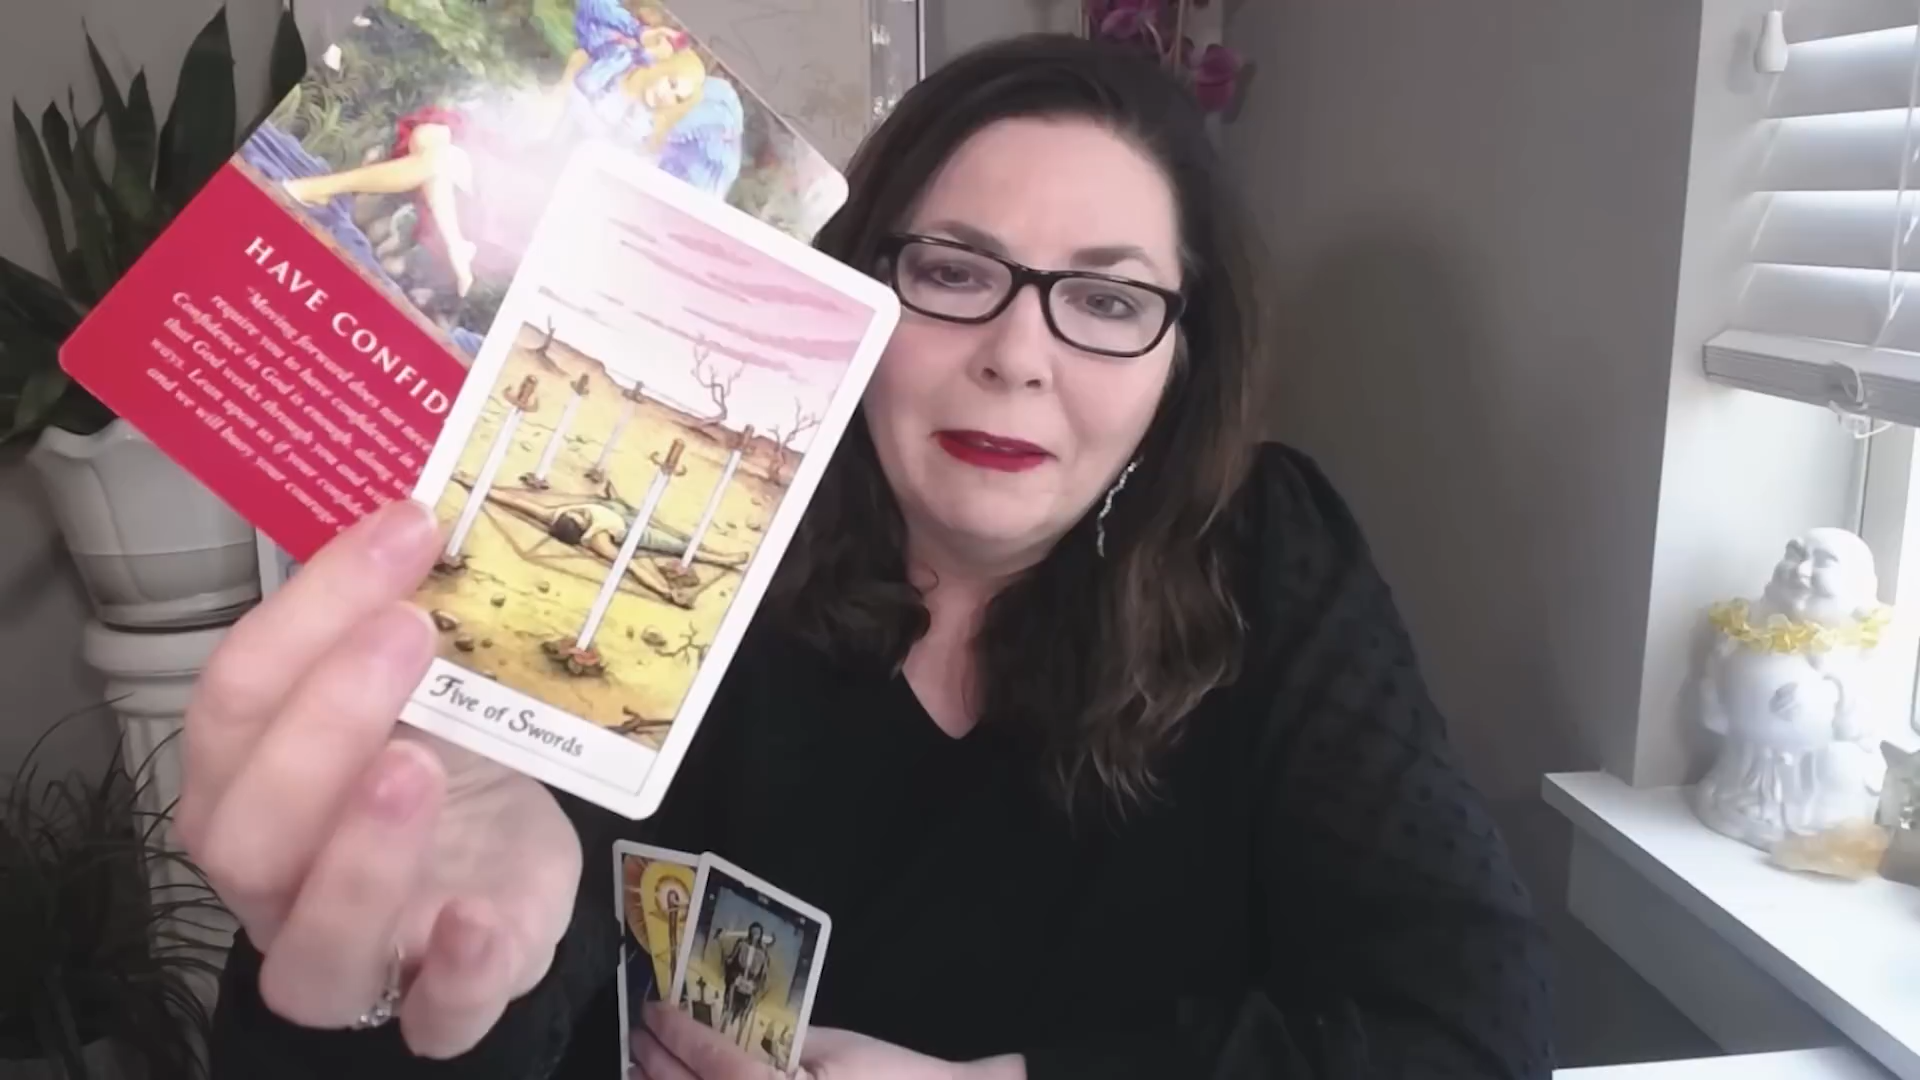 HAVE CONFID
"Moving forward does not nece
require you to have confidence in y
Confidence in God is enough, along wi
that God works through you and wit
ways. Lean upon us if your confide
and we will buoy your courage
Five of Swords